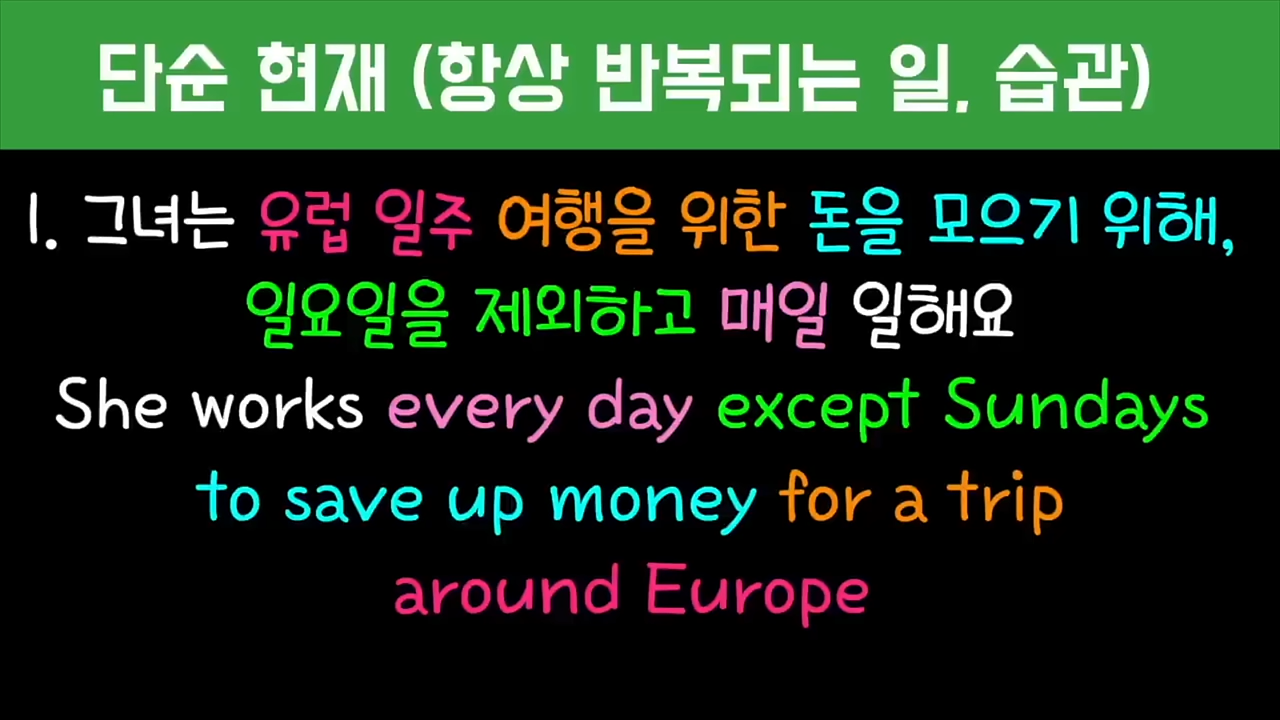 단순 현재 (항상 반복되는 일, 습관)
1. 그녀는 유럽 일주 여행을 위한 돈을 모으기 위해,
일요일을 제외하고 매일 일해요
She works every day except Sundays
to save up money for a trip
around Europe